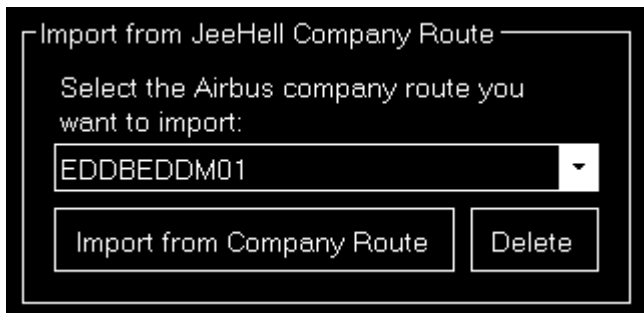 Import from JeeHell Company Route
Select the Airbus company route you
want to import:
EDDBEDDM01
Import from Company Route
Delete